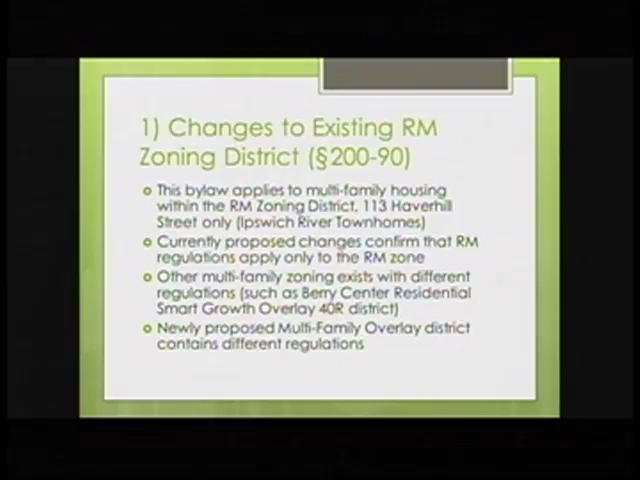 1) Changes to Existing RM
Zoning District (§200-90)
This bylaw applies to multi-family housing
within the RM Zoning District, 113 Haverhill
Street only (Ipswich River Townhomes)
Currently proposed changes confirm that RM
regulations apply only to the RM zone
Other multi-family zoning exists with different
regulations (such as Berry Center Residential
Smart Growth Overlay 40R district)
Newly proposed Multi-Family Overlay district
contains different regulations